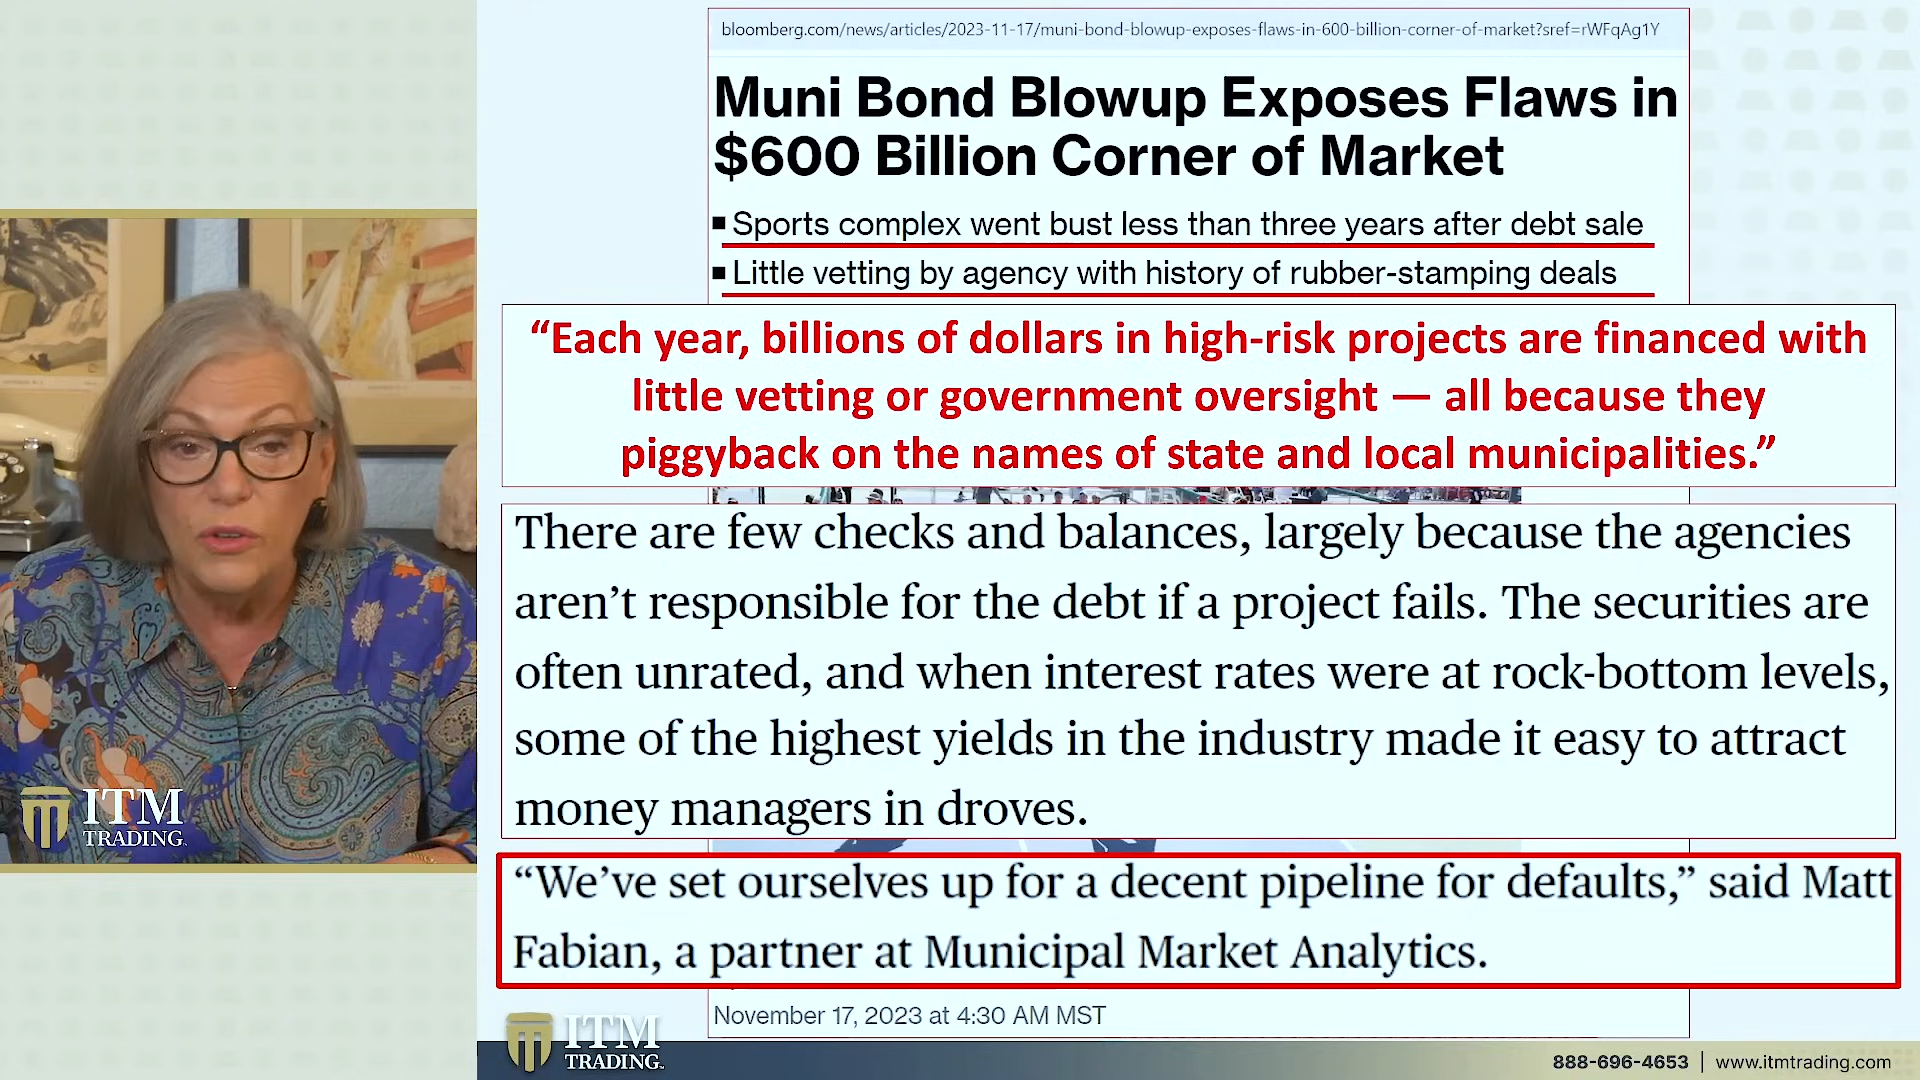 bloomberg.com/news/articles/2023-11-17/muni-bond-blowup-exposes-flaws-in-600-billion-corner-of-market?sref=rWFqAg1Y
Muni Bond Blowup Exposes Flaws in
$600 Billion Corner of Market
▪ Sports complex went bust less than three years after debt sale
▪ Little vetting by agency with history of rubber-stamping deals
“Each year, billions of dollars in high-risk projects are financed with
little vetting or government oversight — all because they
piggyback on the names of state and local municipalities.”
There are few checks and balances, largely because the agencies
aren’t responsible for the debt if a project fails. The securities are
often unrated, and when interest rates were at rock-bottom levels,
some of the highest yields in the industry made it easy to attract
money managers in droves.
“We’ve set ourselves up for a decent pipeline for defaults,” said Matt
Fabian, a partner at Municipal Market Analytics.
November 17, 2023 at 4:30 AM MST
ITM
TRADING
ITM
TRADING
888-696-4653 | www.itmtrading.com